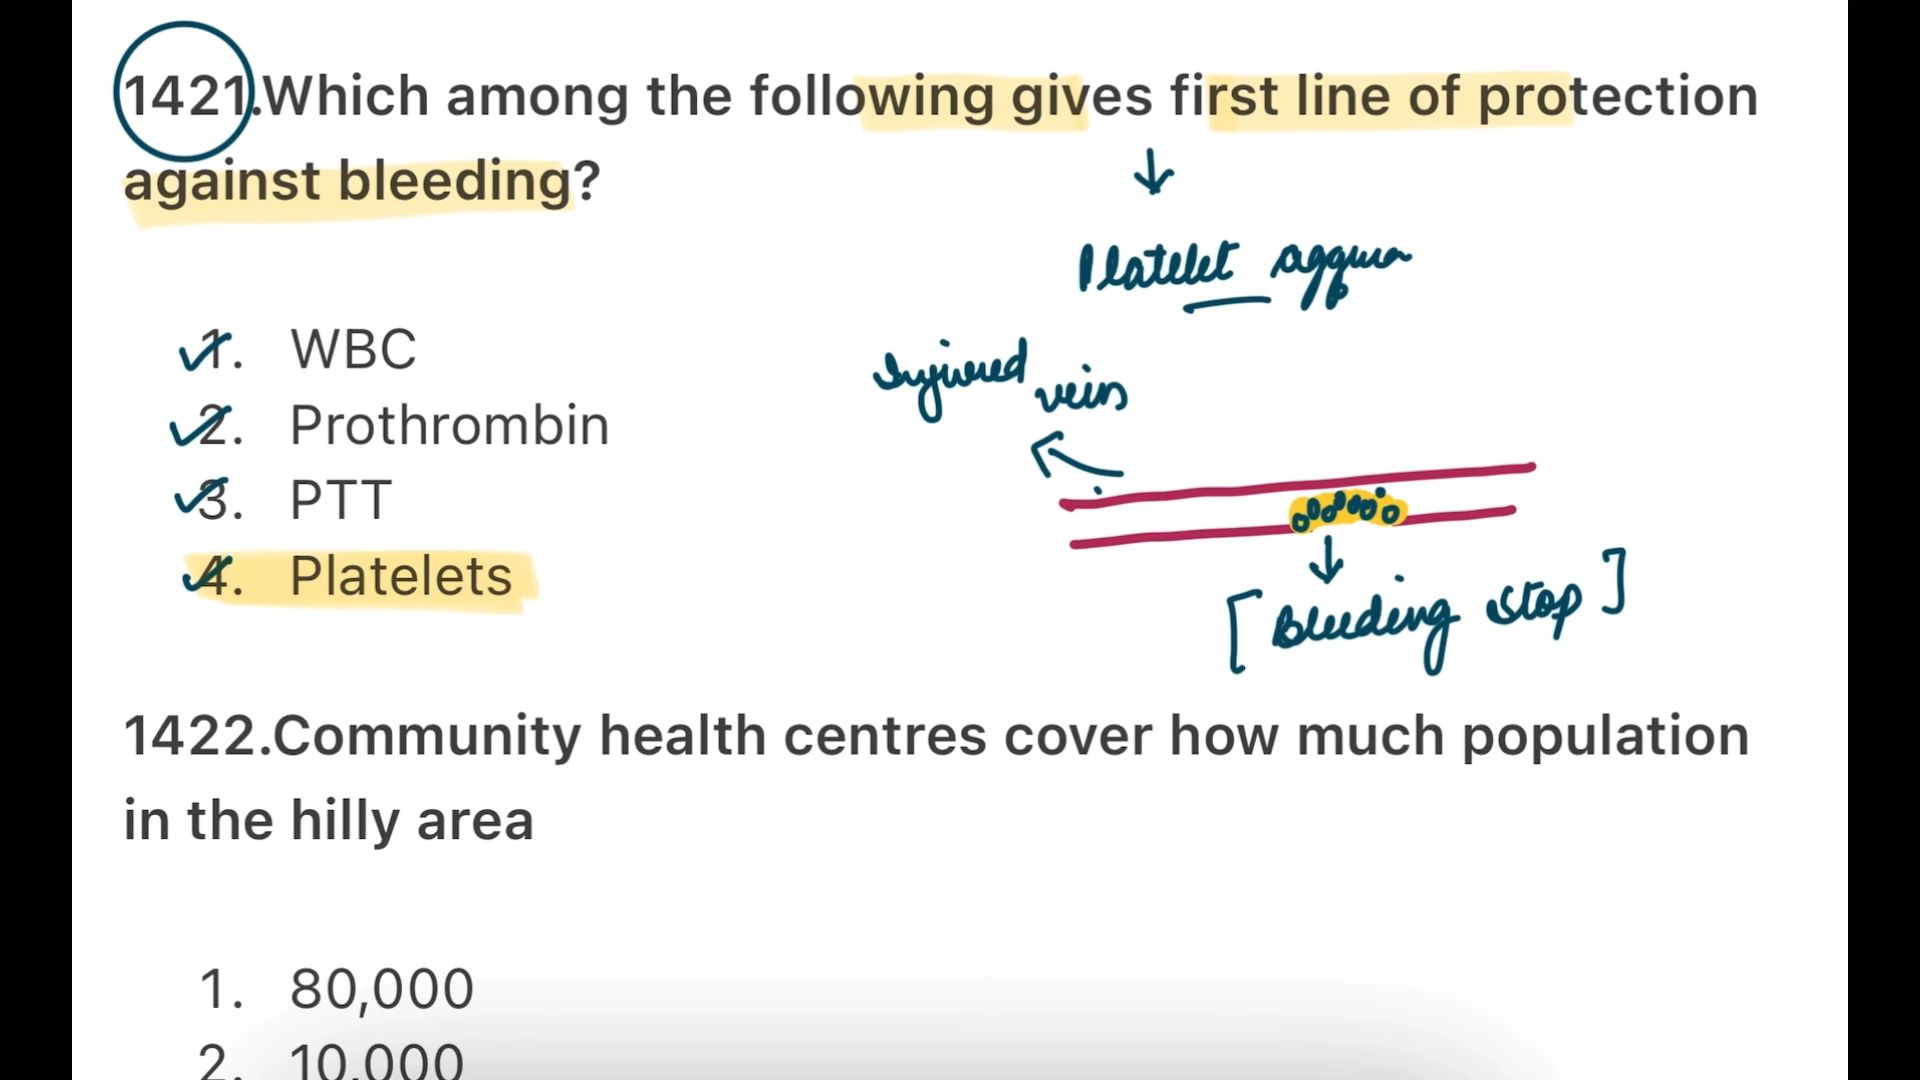 1421.Which among the following gives first line of protection
against bleeding?
Platelet
Injured
vein
1. WBC
2. Prothrombin
3. PTT
4. Platelets
[Bleeding stop]
1422.Community health centres cover how much population
in the hilly area
1. 80,000
2. 10,000